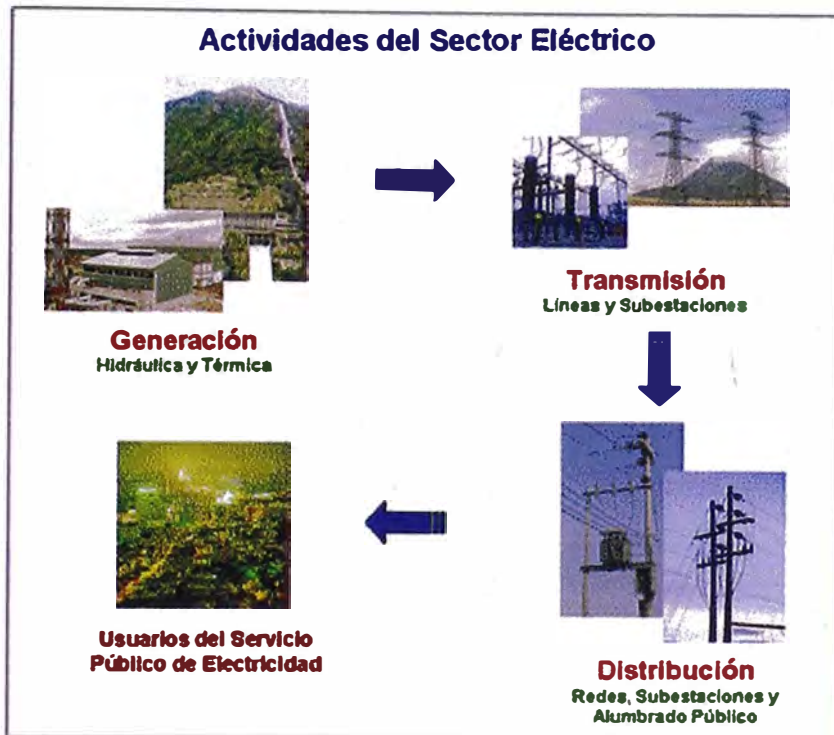 Actividades del Sector Eléctrico
Generación
Hidráulica y Térmica
Transmisión
Líneas y Subestaciones
Distribución
Redes, Subestaciones y
Alumbrado Público
Usuarios del Servicio
Público de Electricidad